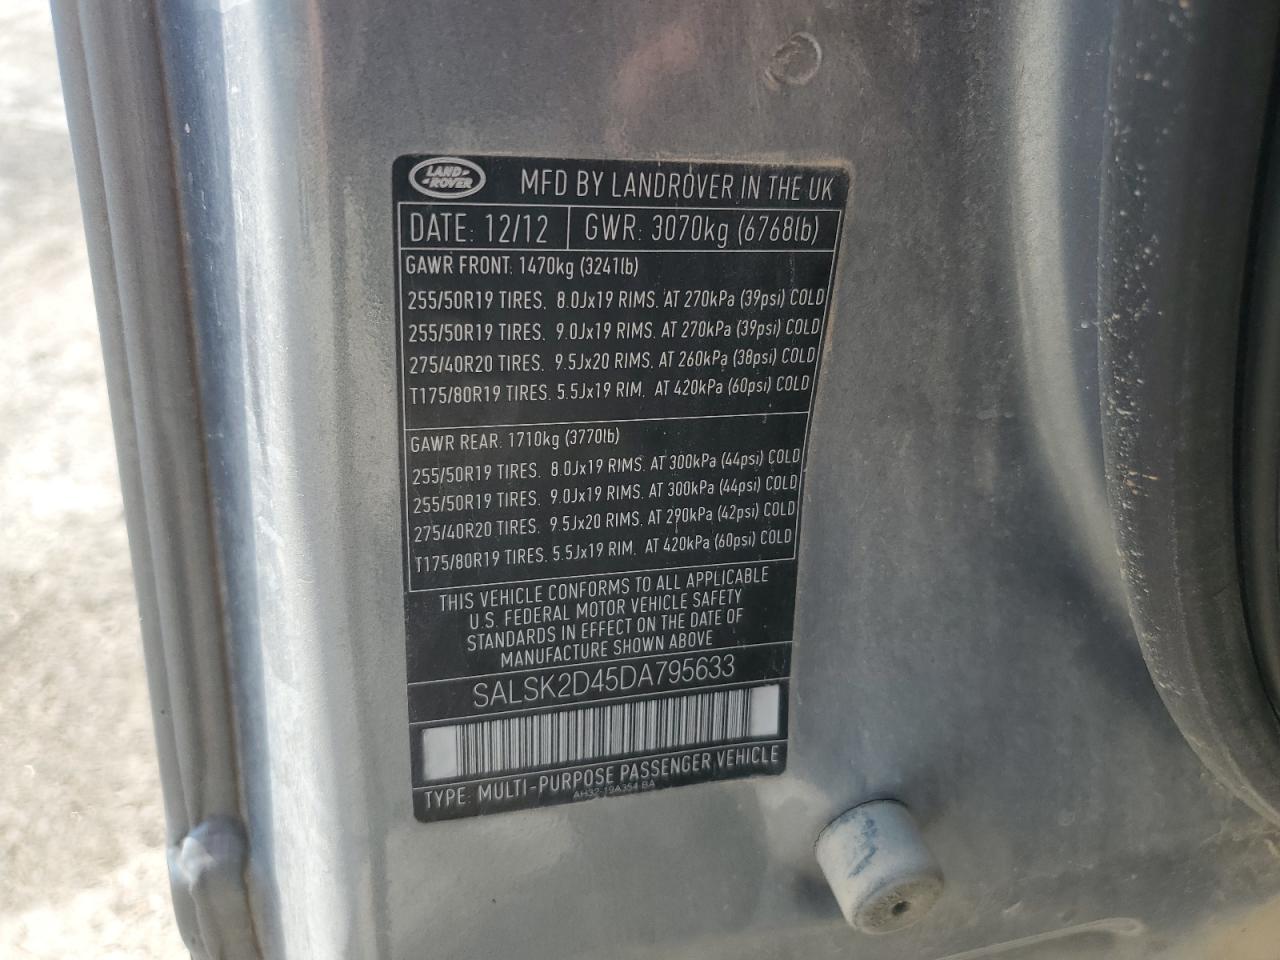 LAND-
-ROVER
MFD BY LANDROVER IN THE UK
DATE: 12/12 GWR: 3070kg (6768lb)
GAWR FRONT: 1470kg (3241lb)
255/50R19 TIRES. 8.0Jx19 RIMS. AT 270kPa (39psi) COLD
255/50R19 TIRES. 9.0Jx19 RIMS. AT 270kPa (39psi) COLD
275/40R20 TIRES. 9.5Jx20 RIMS. AT 260kPa (38psi) COLD
T175/80R19 TIRES. 5.5Jx19 RIM. AT 420kPa (60psi) COLD
GAWR REAR: 1710kg (3770lb)
255/50R19 TIRES. 8.0Jx19 RIMS. AT 300kPa (44psi) COLD
255/50R19 TIRES. 9.0Jx19 RIMS. AT 300kPa (44psi) COLD
275/40R20 TIRES. 9.5Jx20 RIMS. AT 290kPa (42psi) COLD
T175/80R19 TIRES. 5.5Jx19 RIM. AT 420kPa (60psi) COLD
THIS VEHICLE CONFORMS TO ALL APPLICABLE
U.S. FEDERAL MOTOR VEHICLE SAFETY
STANDARDS IN EFFECT ON THE DATE OF
MANUFACTURE SHOWN ABOVE
SALSK2D45DA795633
TYPE: MULTI-PURPOSE PASSENGER VEHICLE
AH32-19A354-BA